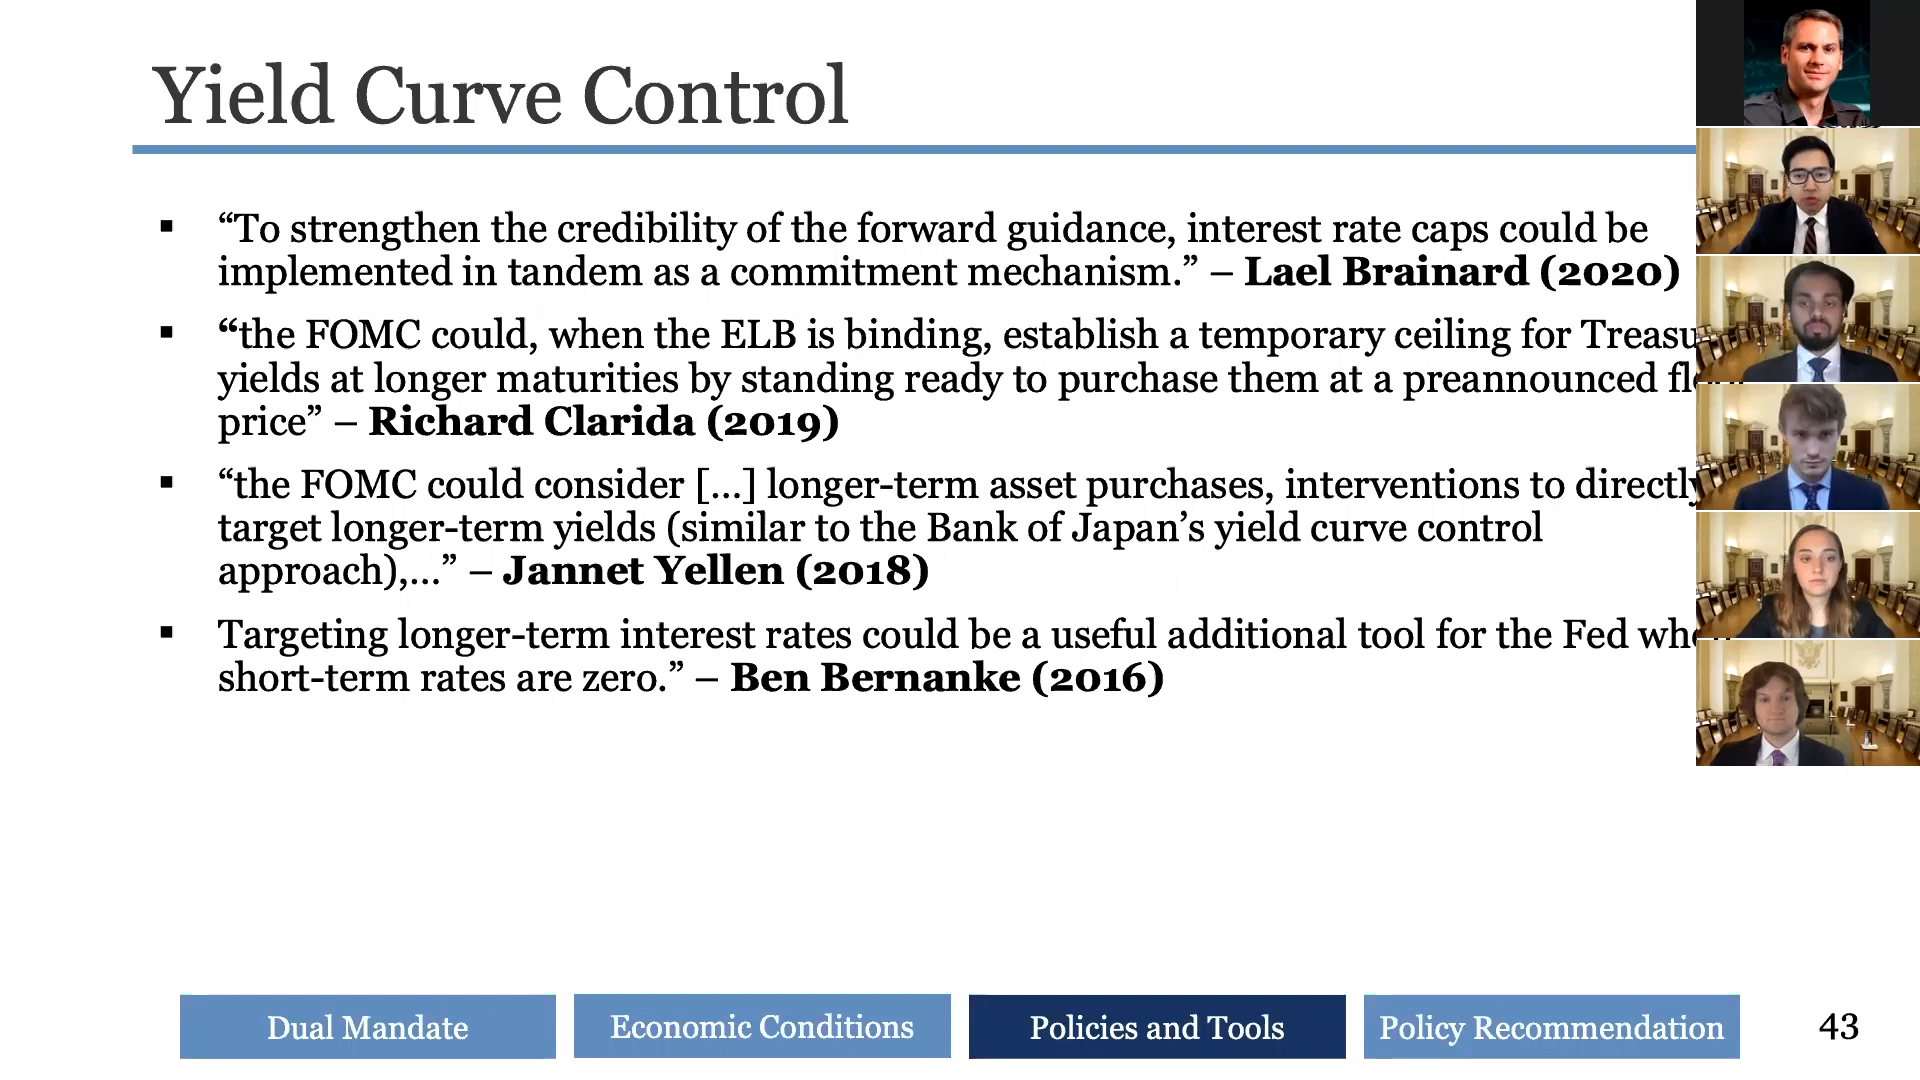 Yield Curve Control
▪ “To strengthen the credibility of the forward guidance, interest rate caps could be
implemented in tandem as a commitment mechanism.” – Lael Brainard (2020)
▪ “the FOMC could, when the ELB is binding, establish a temporary ceiling for
yields at longer maturities by standing ready to purchase them at a preannounced
price” – Richard Clarida (2019)
▪ “the FOMC could consider [...] longer-term asset purchases, interventions to directly
target longer-term yields (similar to the Bank of Japan’s yield curve control
approach),...” – Jannet Yellen (2018)
▪ Targeting longer-term interest rates could be a useful additional tool for the Fed
short-term rates are zero.” – Ben Bernanke (2016)
Dual Mandate
Economic Conditions
Policies and Tools
Policy Recommendation
43